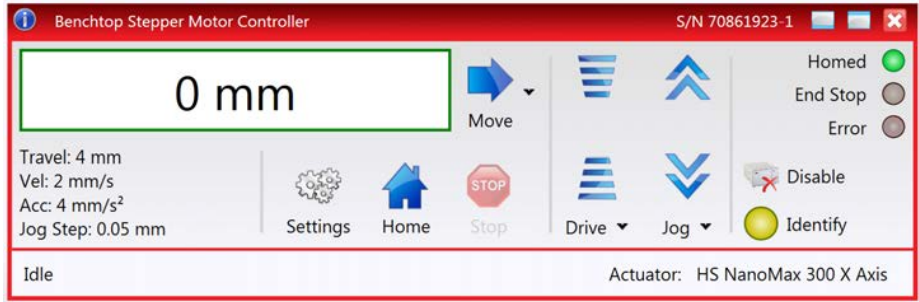 Benchtop Stepper Motor Controller
S/N 70861923-1
0 mm
Move
Homed
End Stop
Error
Travel: 4 mm
Vel: 2 mm/s
Acc: 4 mm/s²
Jog Step: 0.05 mm
Settings
Home
STOP
Stop
Drive
Jog
Disable
Identify
Idle
Actuator: HS NanoMax 300 X Axis